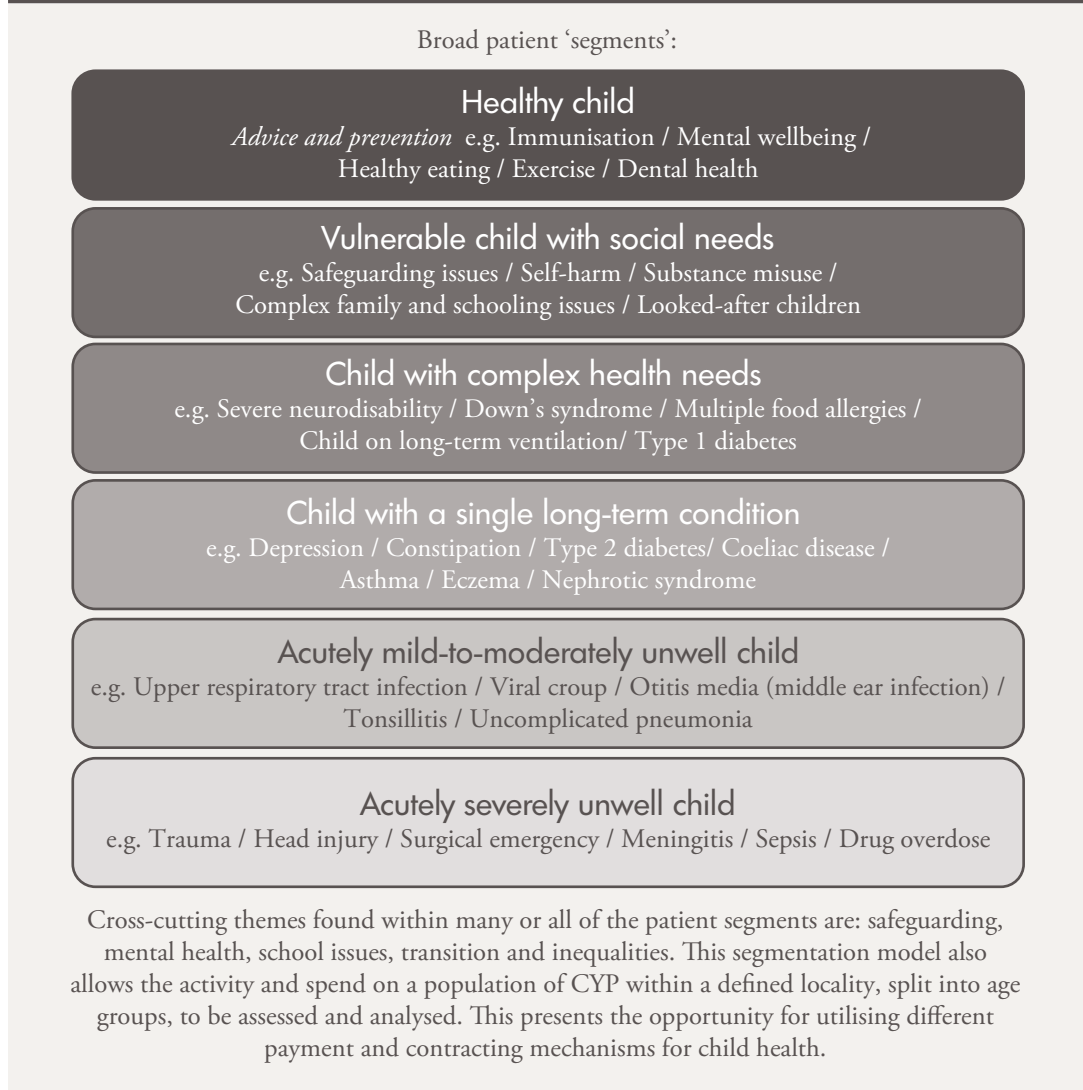 Broad patient ‘segments’:
Healthy child
Advice and prevention e.g. Immunisation / Mental wellbeing /
Healthy eating / Exercise / Dental health
Vulnerable child with social needs
e.g. Safeguarding issues / Self-harm / Substance misuse /
Complex family and schooling issues / Looked-after children
Child with complex health needs
e.g. Severe neurodisability / Down’s syndrome / Multiple food allergies /
Child on long-term ventilation/ Type 1 diabetes
Child with a single long-term condition
e.g. Depression / Constipation / Type 2 diabetes/ Coeliac disease /
Asthma / Eczema / Nephrotic syndrome
Acutely mild-to-moderately unwell child
e.g. Upper respiratory tract infection / Viral croup / Otitis media (middle ear infection) /
Tonsillitis / Uncomplicated pneumonia
Acutely severely unwell child
e.g. Trauma / Head injury / Surgical emergency / Meningitis / Sepsis / Drug overdose
Cross-cutting themes found within many or all of the patient segments are: safeguarding,
mental health, school issues, transition and inequalities. This segmentation model also
allows the activity and spend on a population of CYP within a defined locality, split into age
groups, to be assessed and analysed. This presents the opportunity for utilising different
payment and contracting mechanisms for child health.